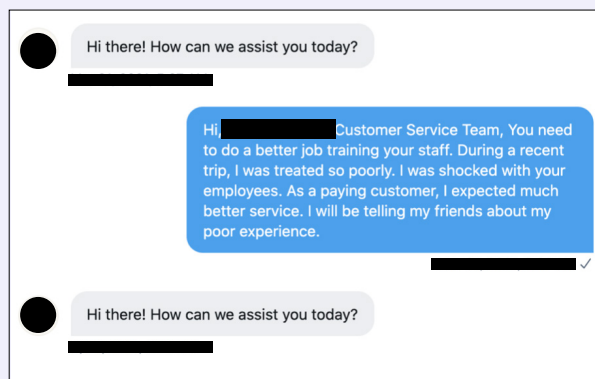 Hi there! How can we assist you today?
Hi, Customer Service Team, You need
to do a better job training your staff. During a recent
trip, I was treated so poorly. I was shocked with your
employees. As a paying customer, I expected much
better service. I will be telling my friends about my
poor experience.
Hi there! How can we assist you today?